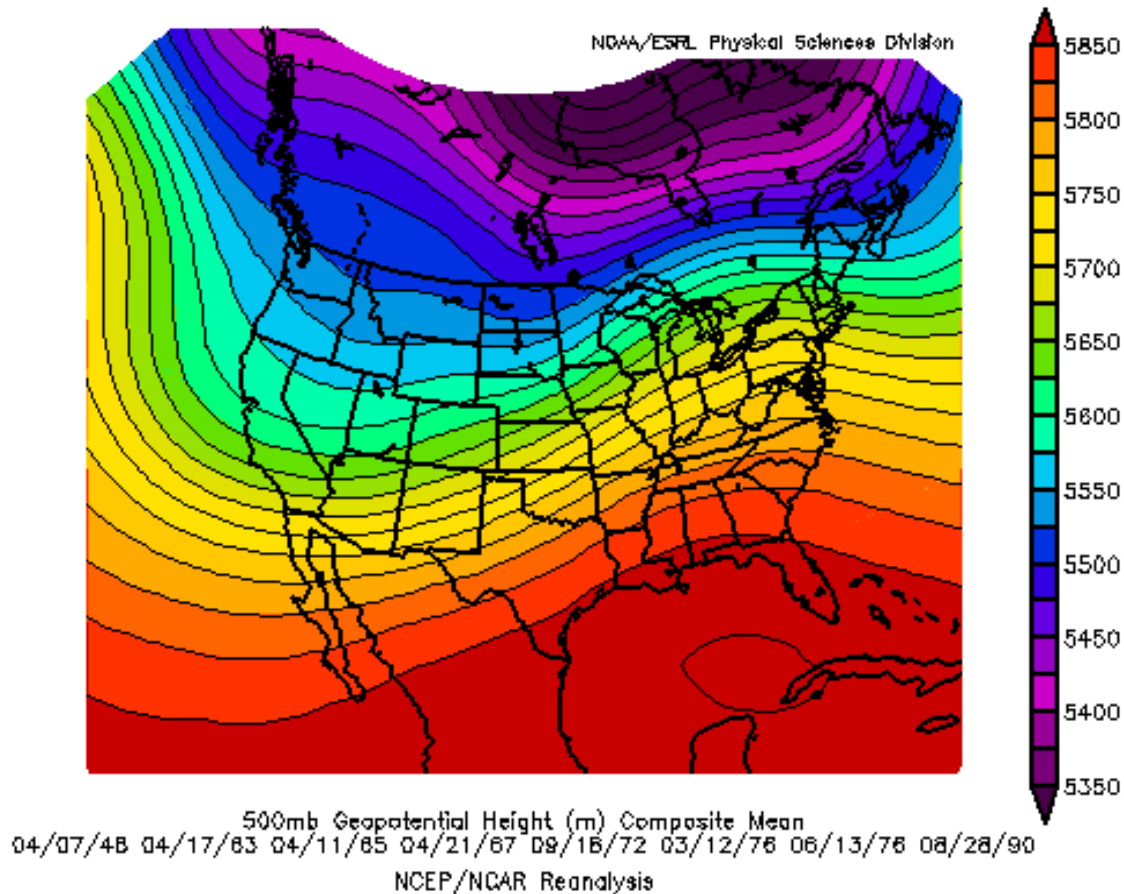 NOAA/ESRL Physical Sciences Division
5850
5800
5750
5700
5650
5600
5550
5500
5450
5400
5350
500mb Geopotential Height (m) Composite Mean
04/07/48 04/17/63 04/11/65 04/21/67 09/16/72 03/12/76 06/13/76 08/28/90
NCEP/NCAR Reanalysis